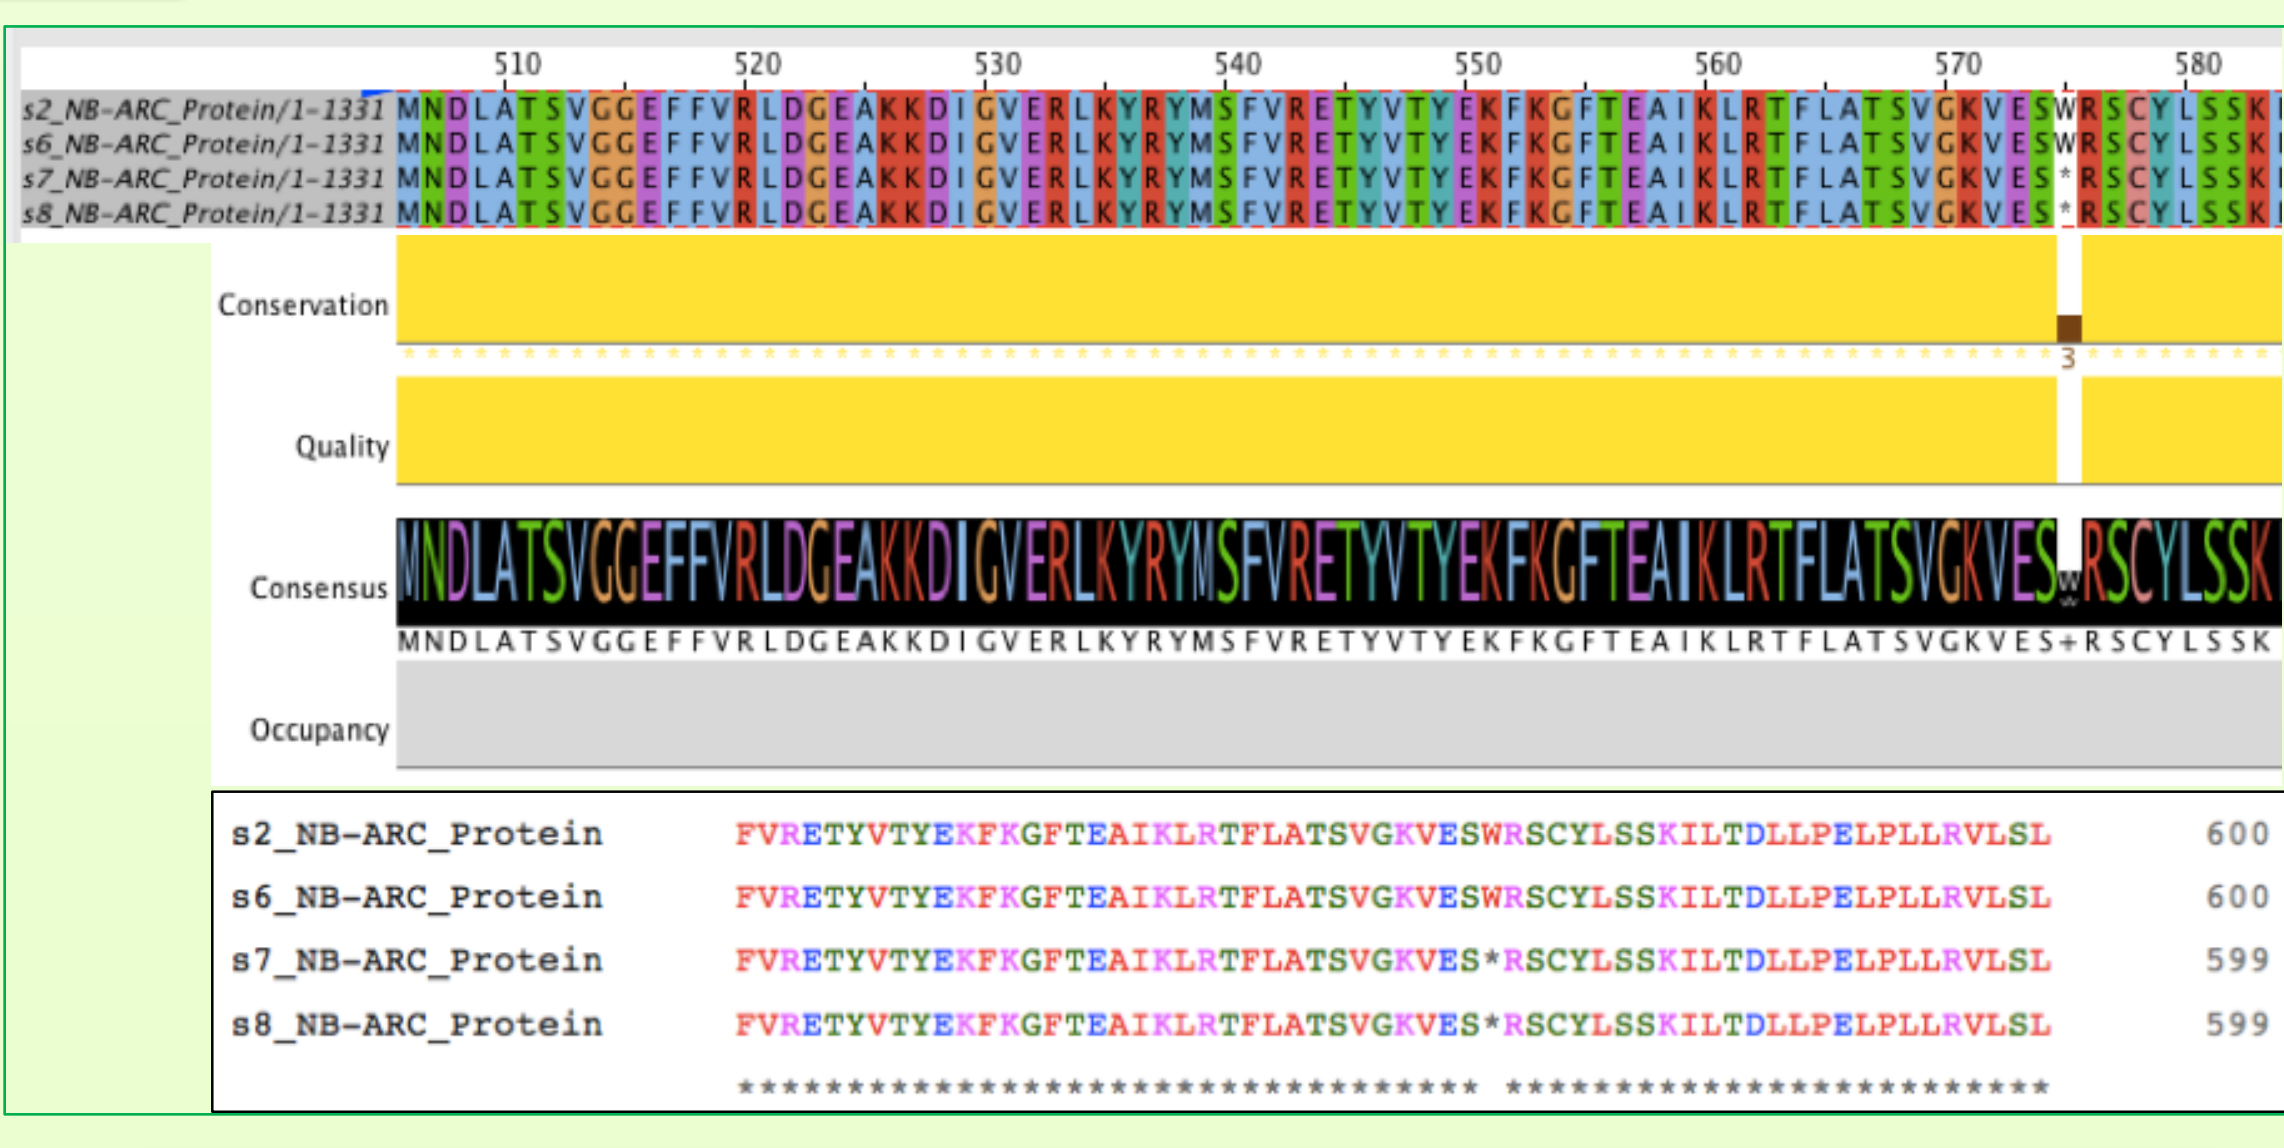 510 520 530 540 550 560 570 580
s2_NB-ARC_Protein/1-1331 MNDLATSVGGEFFVRLDGEAKKDIGVERLKYRYMSFVRETYVTYEKFKGFTEAIKLRTFLATSVGKVESWRSCYLSSK
s6_NB-ARC_Protein/1-1331 MNDLATSVGGEFFVRLDGEAKKDIGVERLKYRYMSFVRETYVTYEKFKGFTEAIKLRTFLATSVGKVESWRSCYLSSK
s7_NB-ARC_Protein/1-1331 MNDLATSVGGEFFVRLDGEAKKDIGVERLKYRYMSFVRETYVTYEKFKGFTEAIKLRTFLATSVGKVES*RSCYLSSK
s8_NB-ARC_Protein/1-1331 MNDLATSVGGEFFVRLDGEAKKDIGVERLKYRYMSFVRETYVTYEKFKGFTEAIKLRTFLATSVGKVES*RSCYLSSK
Conservation
*********************************************************************3********
Quality
Consensus MNDLATSVGGEFFVRLDGEAKKDIGVERLKYRYMSFVRETYVTYEKFKGFTEAIKLRTFLATSVGKVESWRSCYLSSK
MNDLATSVGGEFFVRLDGEAKKDIGVERLKYRYMSFVRETYVTYEKFKGFTEAIKLRTFLATSVGKVES+RSCYLSSK
Occupancy
s2_NB-ARC_Protein FVRETYVTYEKFKGFTEAIKLRTFLATSVGKVESWRSCYLSSKILTDLLPELPLLRVLSL 600
s6_NB-ARC_Protein FVRETYVTYEKFKGFTEAIKLRTFLATSVGKVESWRSCYLSSKILTDLLPELPLLRVLSL 600
s7_NB-ARC_Protein FVRETYVTYEKFKGFTEAIKLRTFLATSVGKVES*RSCYLSSKILTDLLPELPLLRVLSL 599
s8_NB-ARC_Protein FVRETYVTYEKFKGFTEAIKLRTFLATSVGKVES*RSCYLSSKILTDLLPELPLLRVLSL 599
********************************** *************************